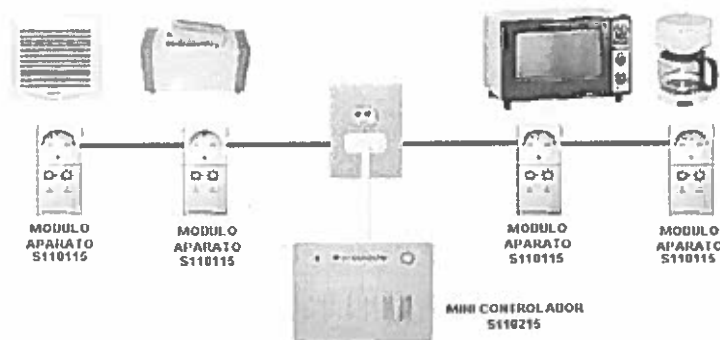 MODULO
APARATO
S110115
MODULO
APARATO
S110115
MODULO
APARATO
S110115
MODULO
APARATO
S110115
MINI CONTROLADOR
S110215